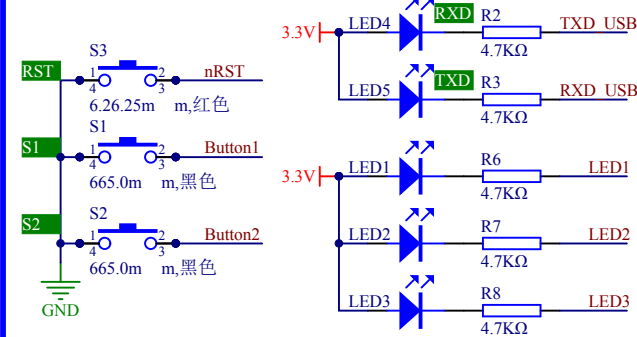 S3
RST
1
4
2
3
nRST
6.26.25m m,红色
S1
S1
1
4
2
3
Button1
665.0m m,黑色
S2
S2
1
4
2
3
Button2
665.0m m,黑色
GND
3.3V
LED4
RXD
R2
4.7KΩ
TXD_USB
LED5
TXD
R3
4.7KΩ
RXD_USB
3.3V
LED1
R6
4.7KΩ
LED1
LED2
R7
4.7KΩ
LED2
LED3
R8
4.7KΩ
LED3